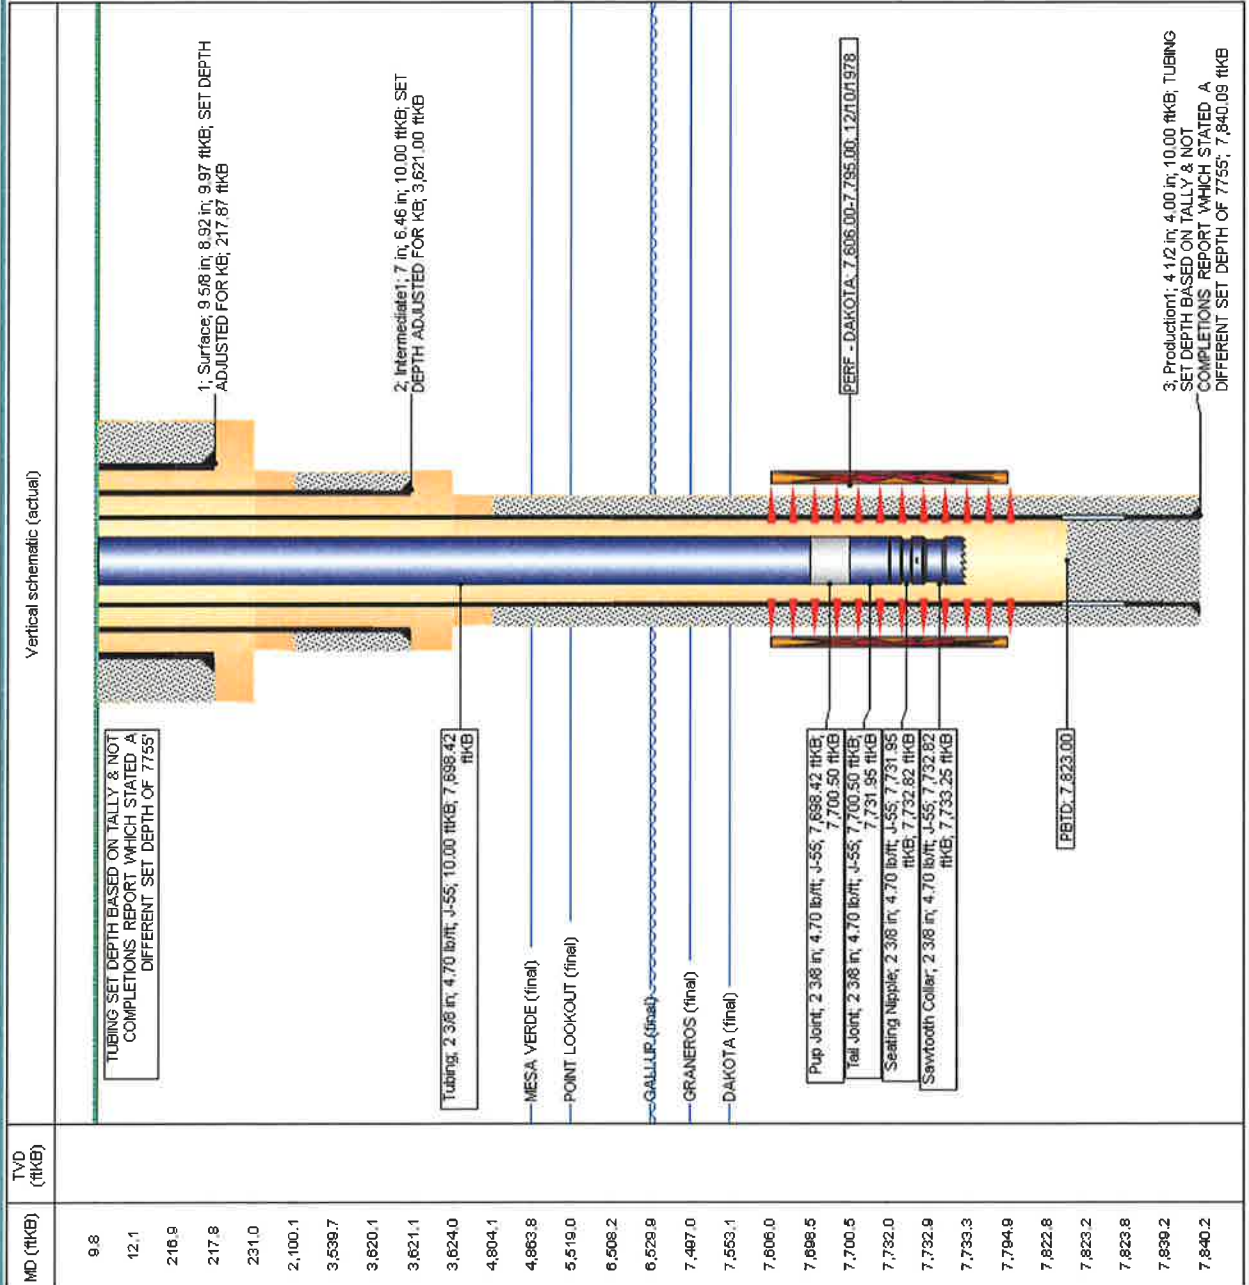 Vertical schematic (actual)
MD (ftKB)
TVD
(ftKB)
9.8
12.1
216.9
217.8
231.0
2,100.1
3,539.7
3,620.1
3,621.1
3,624.0
4,804.1
4,863.8
5,519.0
6,508.2
6,529.9
7,497.0
7,553.1
7,606.0
7,698.5
7,700.5
7,732.0
7,732.9
7,733.3
7,794.9
7,822.8
7,823.2
7,823.8
7,839.2
7,840.2
TUBING SET DEPTH BASED ON TALLY & NOT
COMPLETIONS REPORT WHICH STATED A
DIFFERENT SET DEPTH OF 7755'
1; Surface; 9 5/8 in; 8.92 in; 9.97 ftKB; SET DEPTH
ADJUSTED FOR KB; 217.87 ftKB
2; Intermediate1; 7 in; 6.46 in; 10.00 ftKB; SET
DEPTH ADJUSTED FOR KB; 3,621.00 ftKB
Tubing; 2 3/8 in; 4.70 lb/ft; J-55; 10.00 ftKB; 7,698.42
ftKB
MESA VERDE (final)
POINT LOOKOUT (final)
GALLUP (final)
GRANEROS (final)
DAKOTA (final)
Pup Joint; 2 3/8 in; 4.70 lb/ft; J-55; 7,698.42 ftKB;
7,700.50 ftKB
Tail Joint; 2 3/8 in; 4.70 lb/ft; J-55; 7,700.50 ftKB;
7,731.95 ftKB
Seating Nipple; 2 3/8 in; 4.70 lb/ft; J-55; 7,731.95
ftKB; 7,732.82 ftKB
Sawtooth Collar; 2 3/8 in; 4.70 lb/ft; J-55; 7,732.82
ftKB; 7,733.25 ftKB
PERF - DAKOTA; 7,606.00-7,795.00; 12/10/1978
PBTD; 7,823.00
3; Production1; 4 1/2 in; 4.00 in; 10.00 ftKB; TUBING
SET DEPTH BASED ON TALLY & NOT
COMPLETIONS REPORT WHICH STATED A
DIFFERENT SET DEPTH OF 7755'; 7,840.09 ftKB